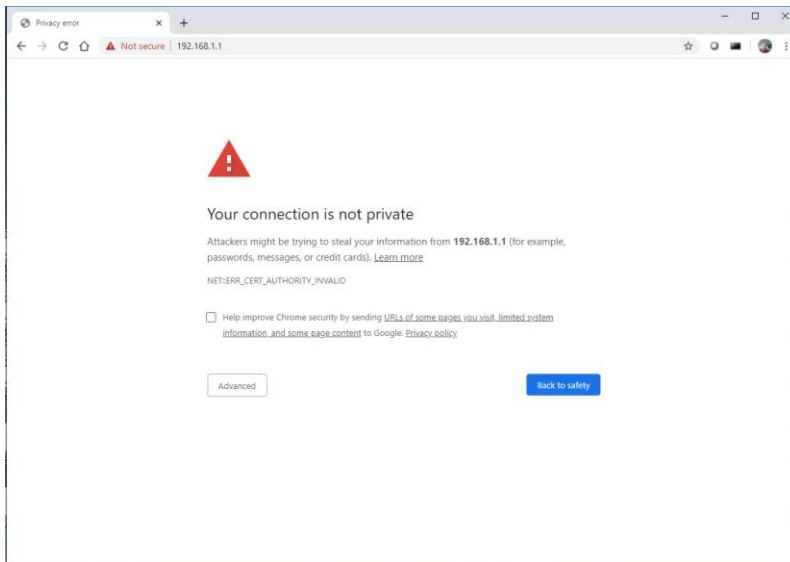 Privacy error
Not secure | 192.168.1.1
Your connection is not private
Attackers might be trying to steal your information from 192.168.1.1 (for example,
passwords, messages, or credit cards). Learn more
NET::ERR_CERT_AUTHORITY_INVALID
Help improve Chrome security by sending URLs of some pages you visit, limited system
information, and some page content to Google. Privacy policy
Advanced
Back to safety